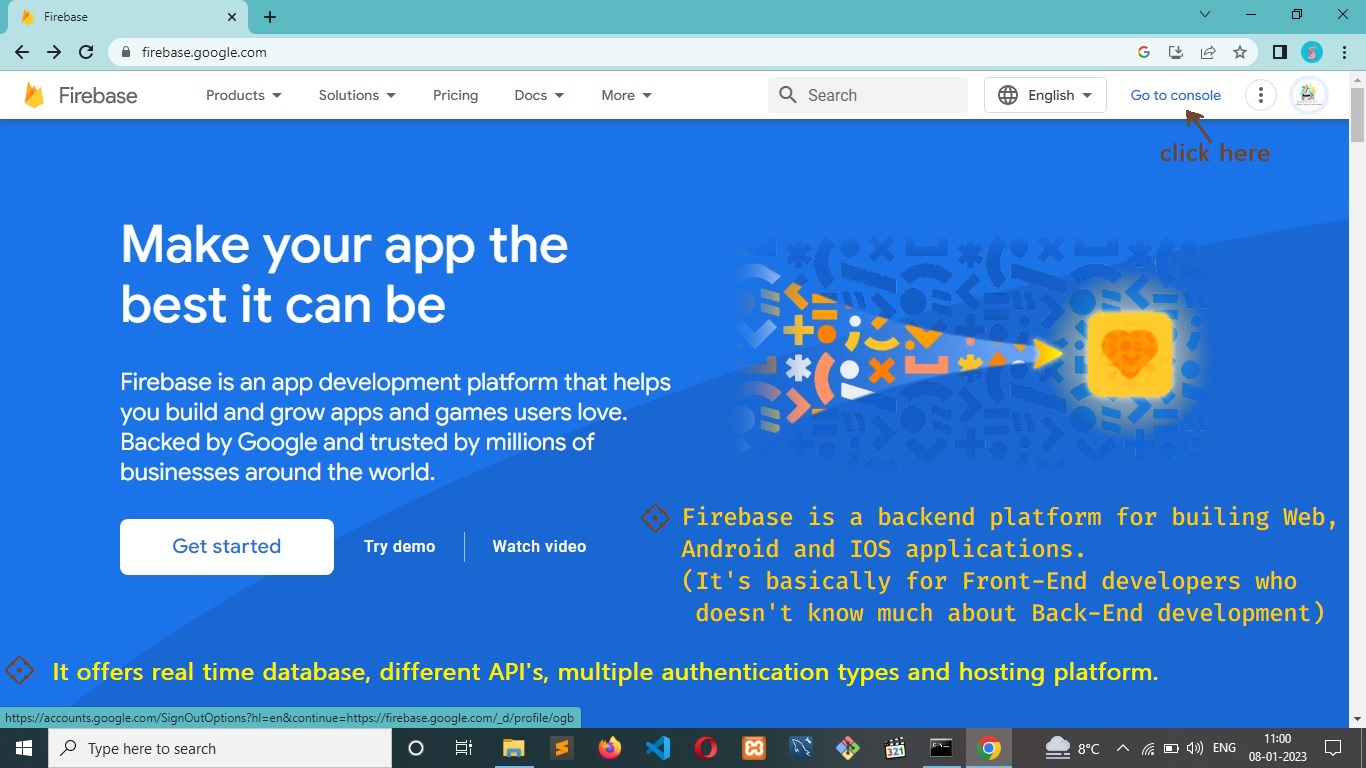 Firebase
firebase.google.com
Firebase
Products
Solutions
Pricing
Docs
More
Search
English
Go to console
click here
Make your app the
best it can be
Firebase is an app development platform that helps
you build and grow apps and games users love.
Backed by Google and trusted by millions of
businesses around the world.
Get started
Try demo
Watch video
Firebase is a backend platform for builing Web,
Android and IOS applications.
(It's basically for Front-End developers who
doesn't know much about Back-End development)
It offers real time database, different API's, multiple authentication types and hosting platform.
https://accounts.google.com/SignOutOptions?hl=en&continue=https://firebase.google.com/_d/profile/ogb
Type here to search
321
8°C
ENG
11:00
08-01-2023